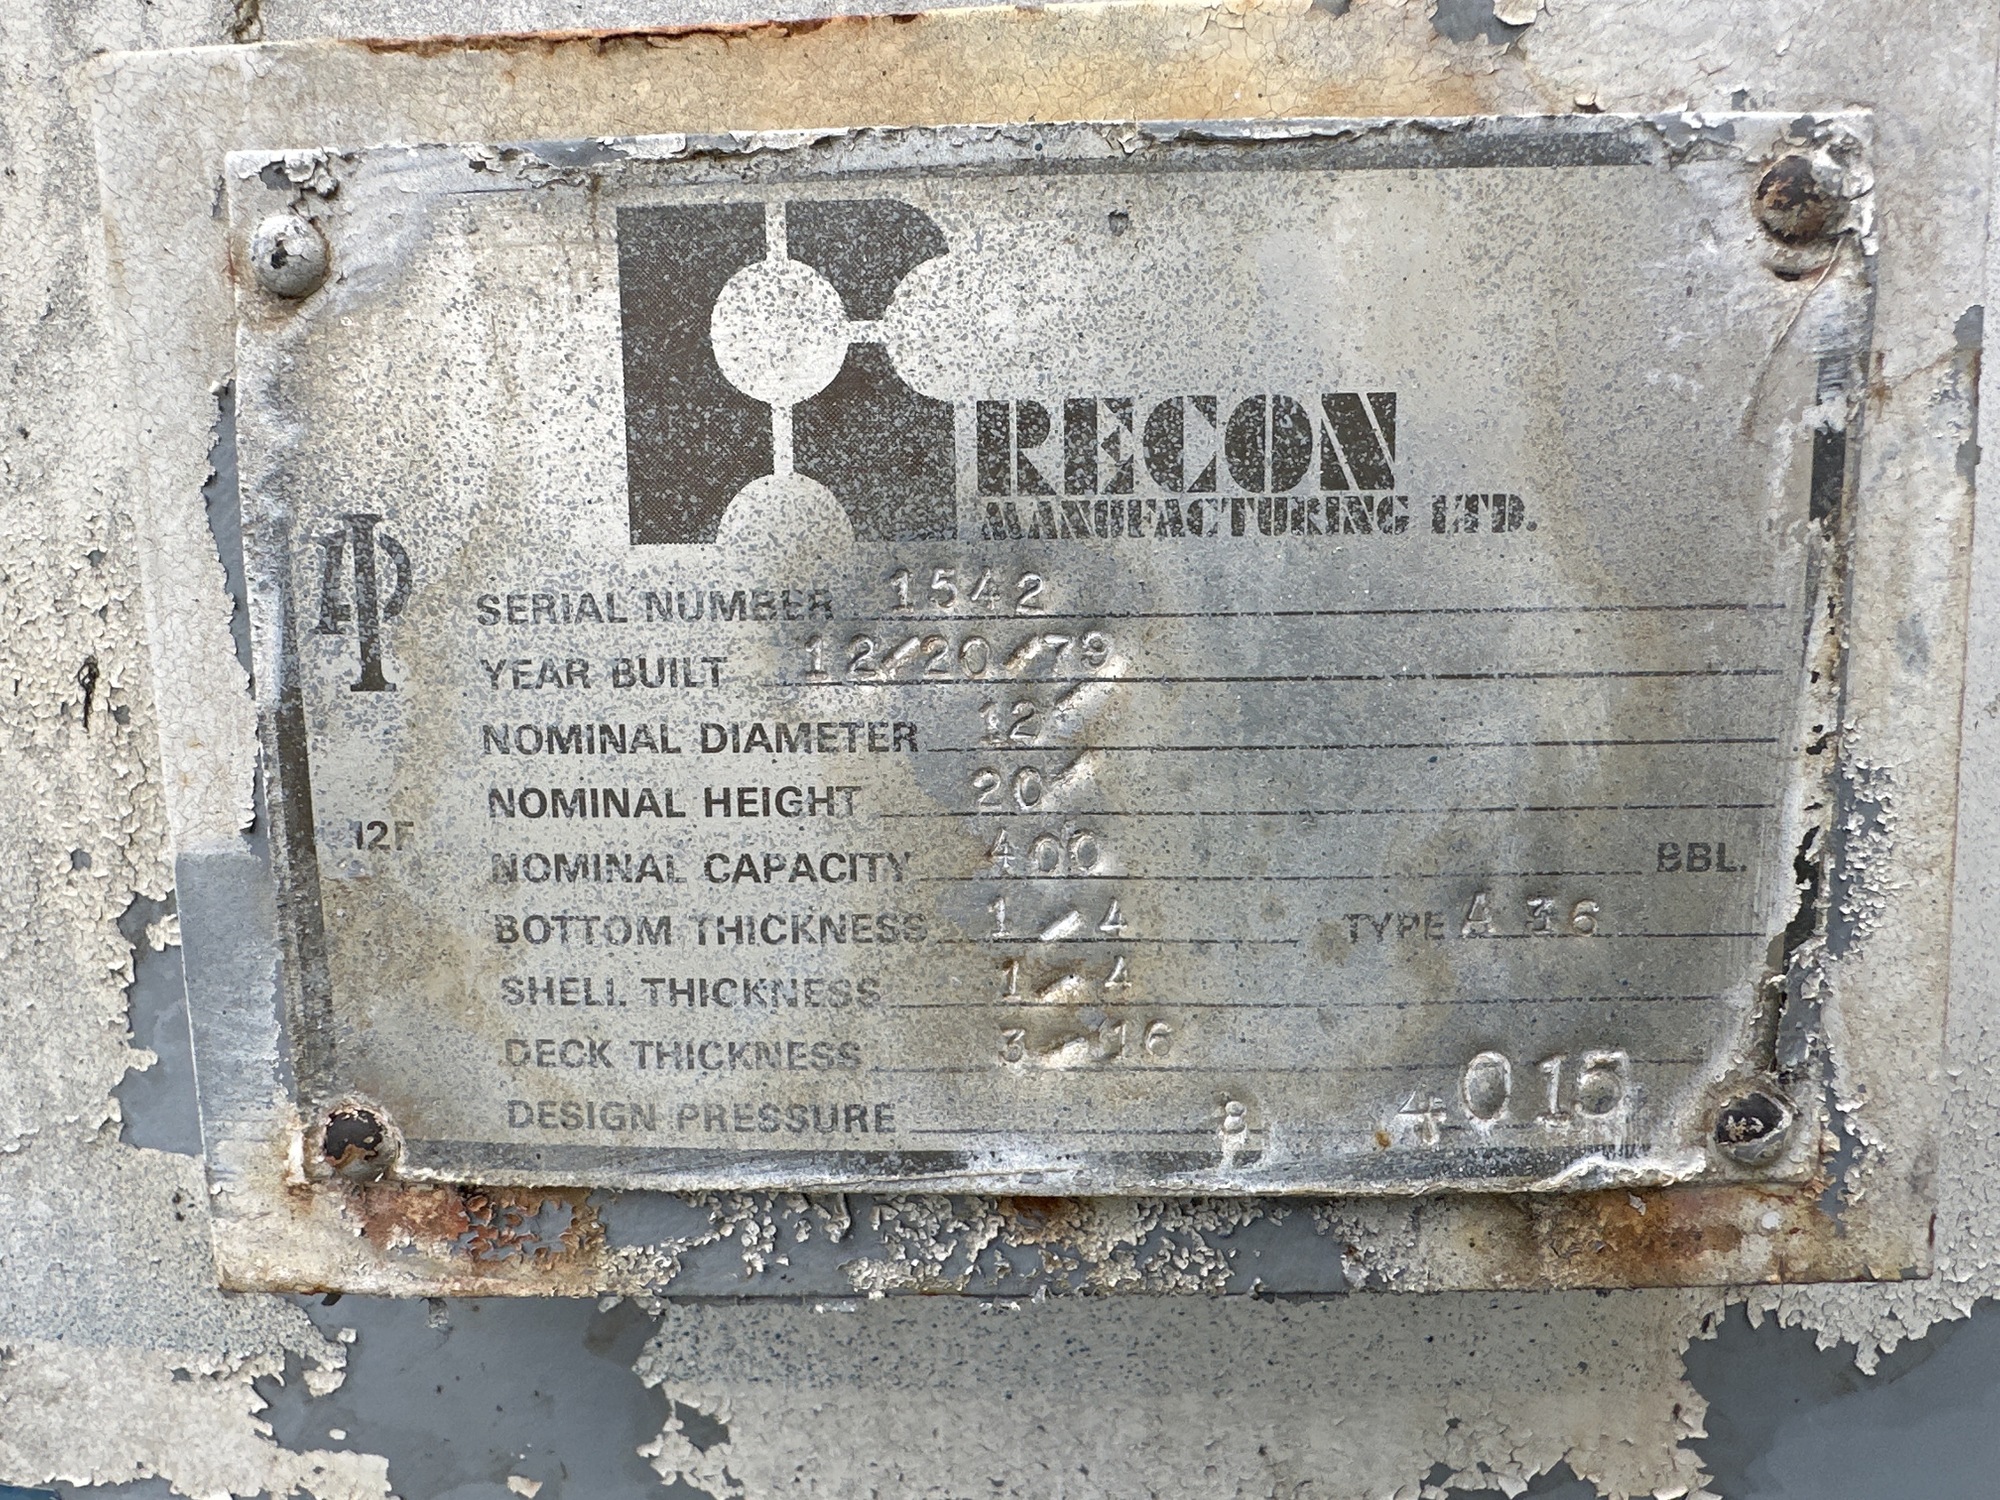 RECON
MANUFACTURING LTD.
API
12F
SERIAL NUMBER 1542
YEAR BUILT 12/20/79
NOMINAL DIAMETER 12'
NOMINAL HEIGHT 20'
NOMINAL CAPACITY 400 BBL.
BOTTOM THICKNESS 1/4 TYPE A 36
SHELL THICKNESS 1/4
DECK THICKNESS 3/16
DESIGN PRESSURE 8
4015